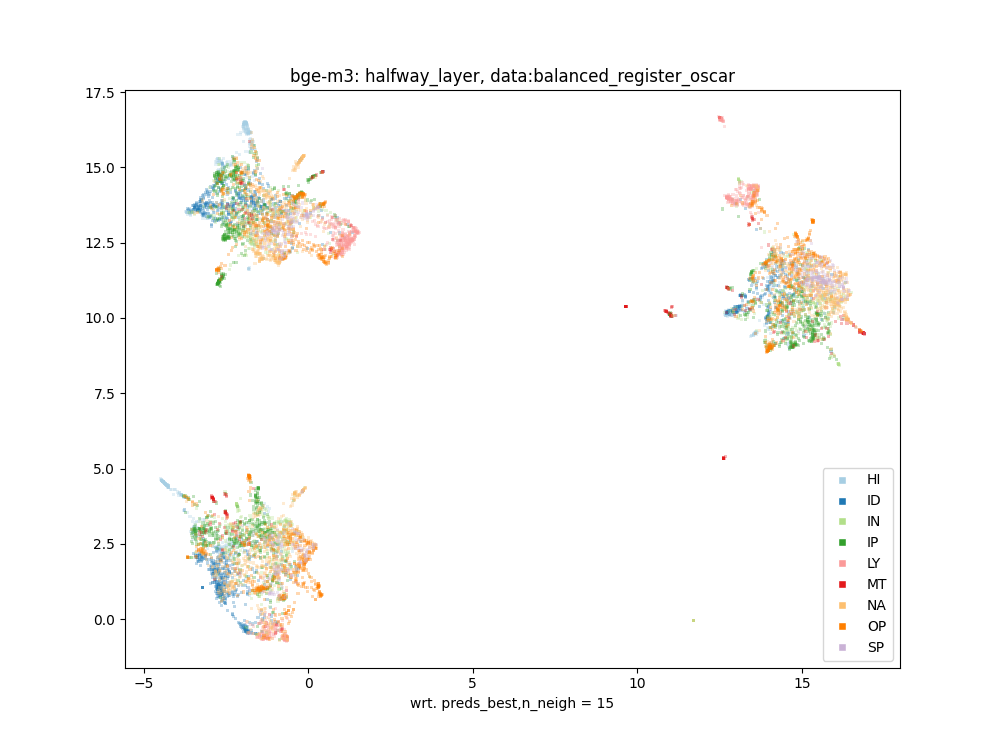 bge-m3: halfway_layer, data:balanced_register_oscar
17.5
15.0
12.5
10.0
7.5
5.0
2.5
0.0
HI
ID
IN
IP
LY
MT
NA
OP
SP
−5 0 5 10 15
wrt. preds_best,n_neigh = 15